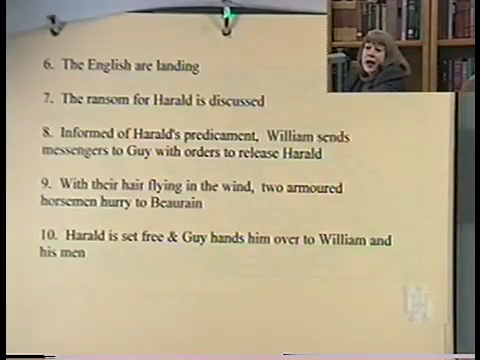 6. The English are landing
7. The ransom for Harald is discussed
8. Informed of Harald's predicament, William sends
messengers to Guy with orders to release Harald
9. With their hair flying in the wind, two armoured
horsemen hurry to Beaurain
10. Harald is set free & Guy hands him over to William and
his men